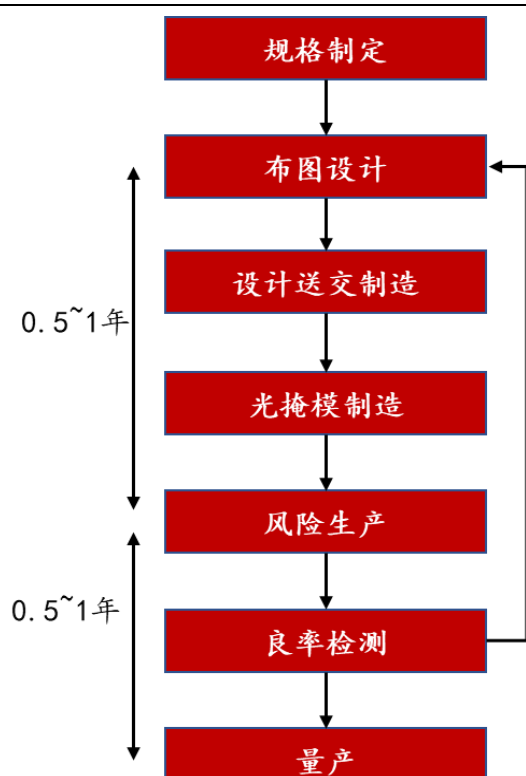 规格制定
布图设计
设计送交制造
0.5~1年
光掩模制造
风险生产
0.5~1年
良率检测
量产